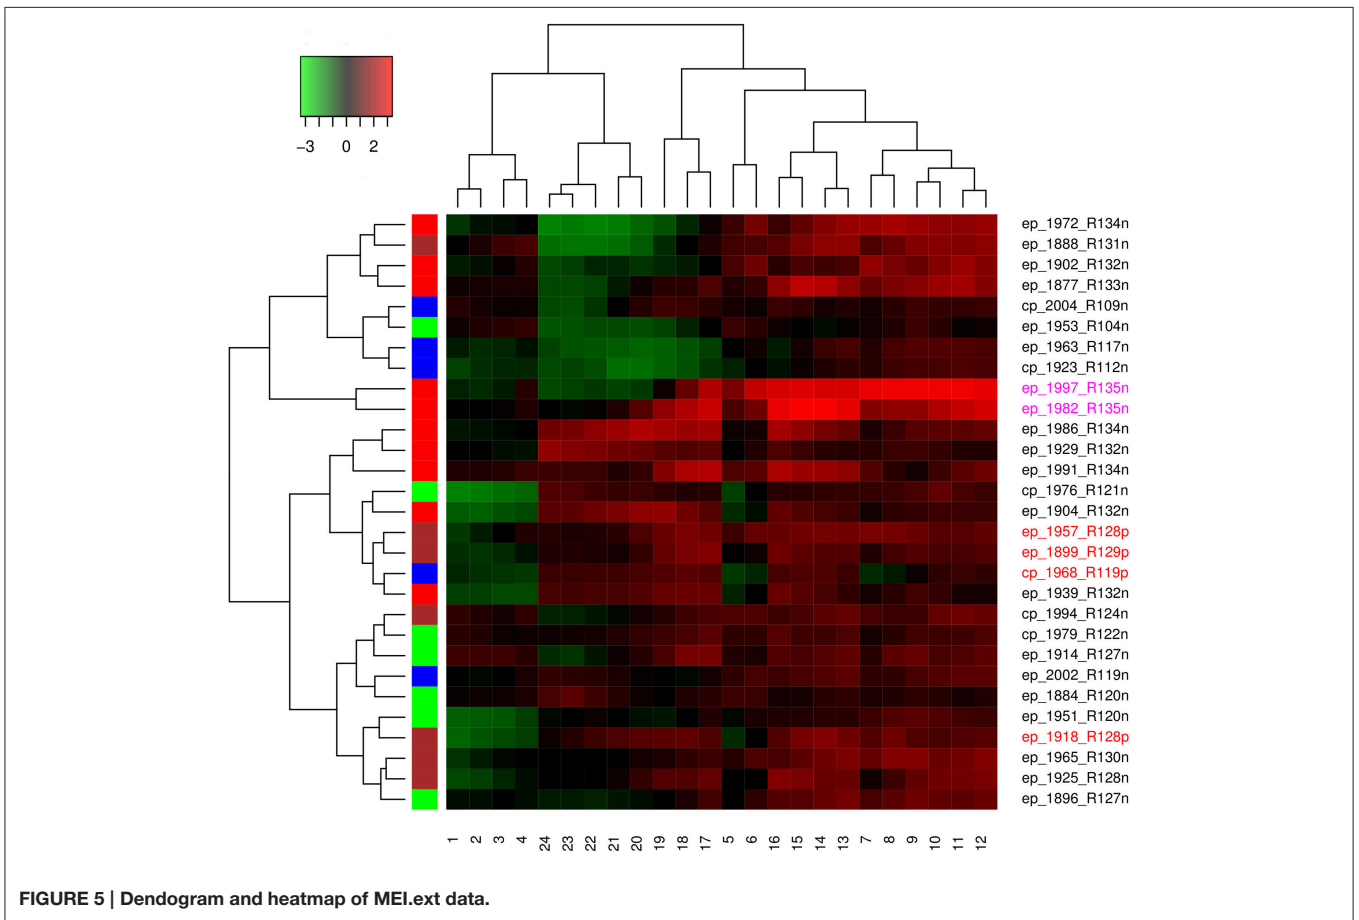 −3 0 2
ep_1972_R134n
ep_1888_R131n
ep_1902_R132n
ep_1877_R133n
cp_2004_R109n
ep_1953_R104n
ep_1963_R117n
cp_1923_R112n
ep_1997_R135n
ep_1982_R135n
ep_1986_R134n
ep_1929_R132n
ep_1991_R134n
cp_1976_R121n
ep_1904_R132n
ep_1957_R128p
ep_1899_R129p
cp_1968_R119p
ep_1939_R132n
cp_1994_R124n
cp_1979_R122n
ep_1914_R127n
ep_2002_R119n
ep_1884_R120n
ep_1951_R120n
ep_1918_R128p
ep_1965_R130n
ep_1925_R128n
ep_1896_R127n
1 2 3 4 24 23 22 21 20 19 18 17 5 6 16 15 14 13 7 8 9 10 11 12
FIGURE 5 | Dendogram and heatmap of MEI.ext data.